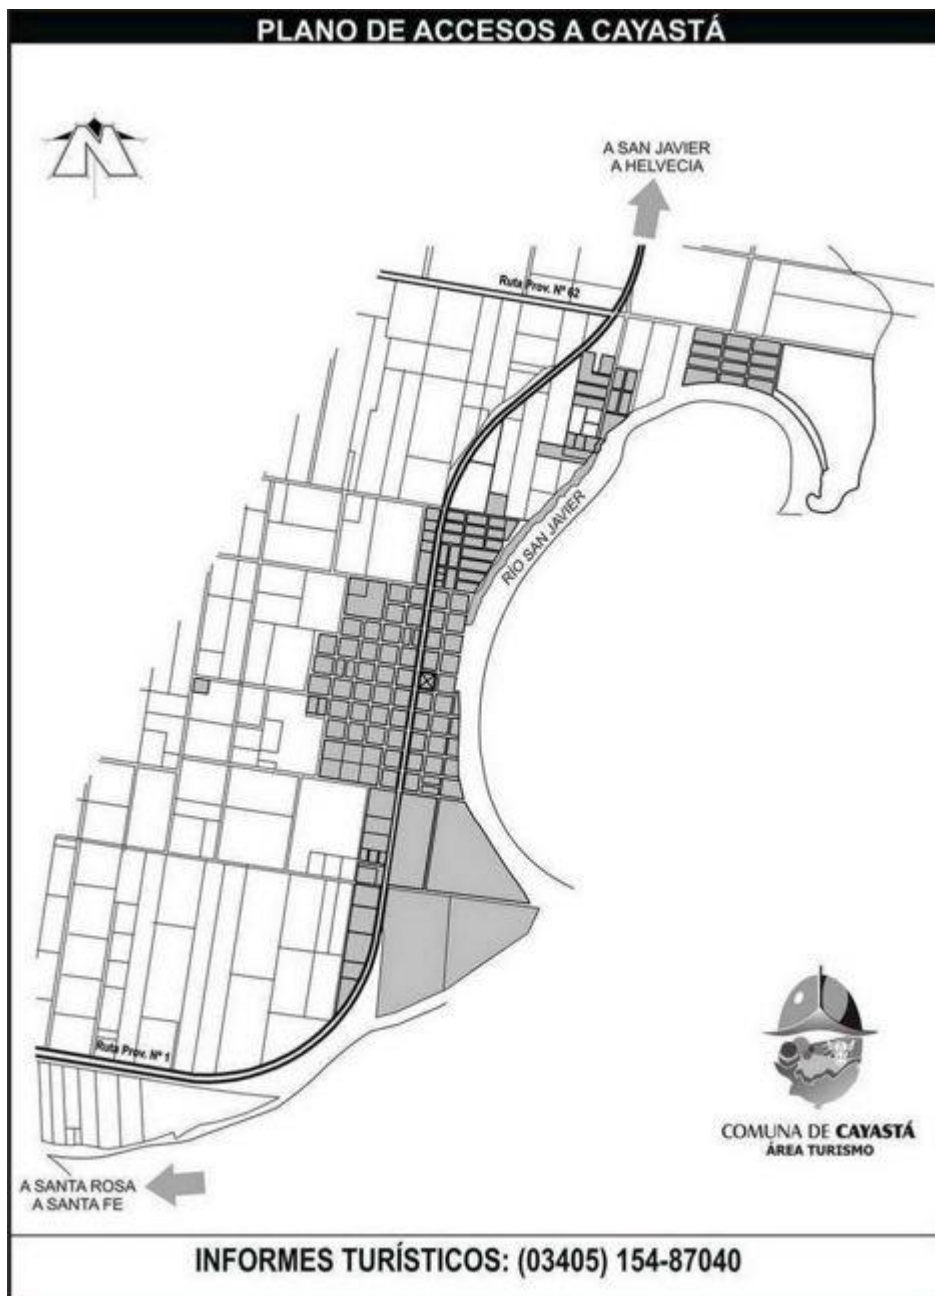 PLANO DE ACCESOS A CAYASTÁ
N
A SAN JAVIER
A HELVECIA
Ruta Prov. Nº 62
RÍO SAN JAVIER
Ruta Prov. Nº 1
COMUNA DE CAYASTÁ
ÁREA TURISMO
A SANTA ROSA
A SANTA FE
INFORMES TURÍSTICOS: (03405) 154-87040